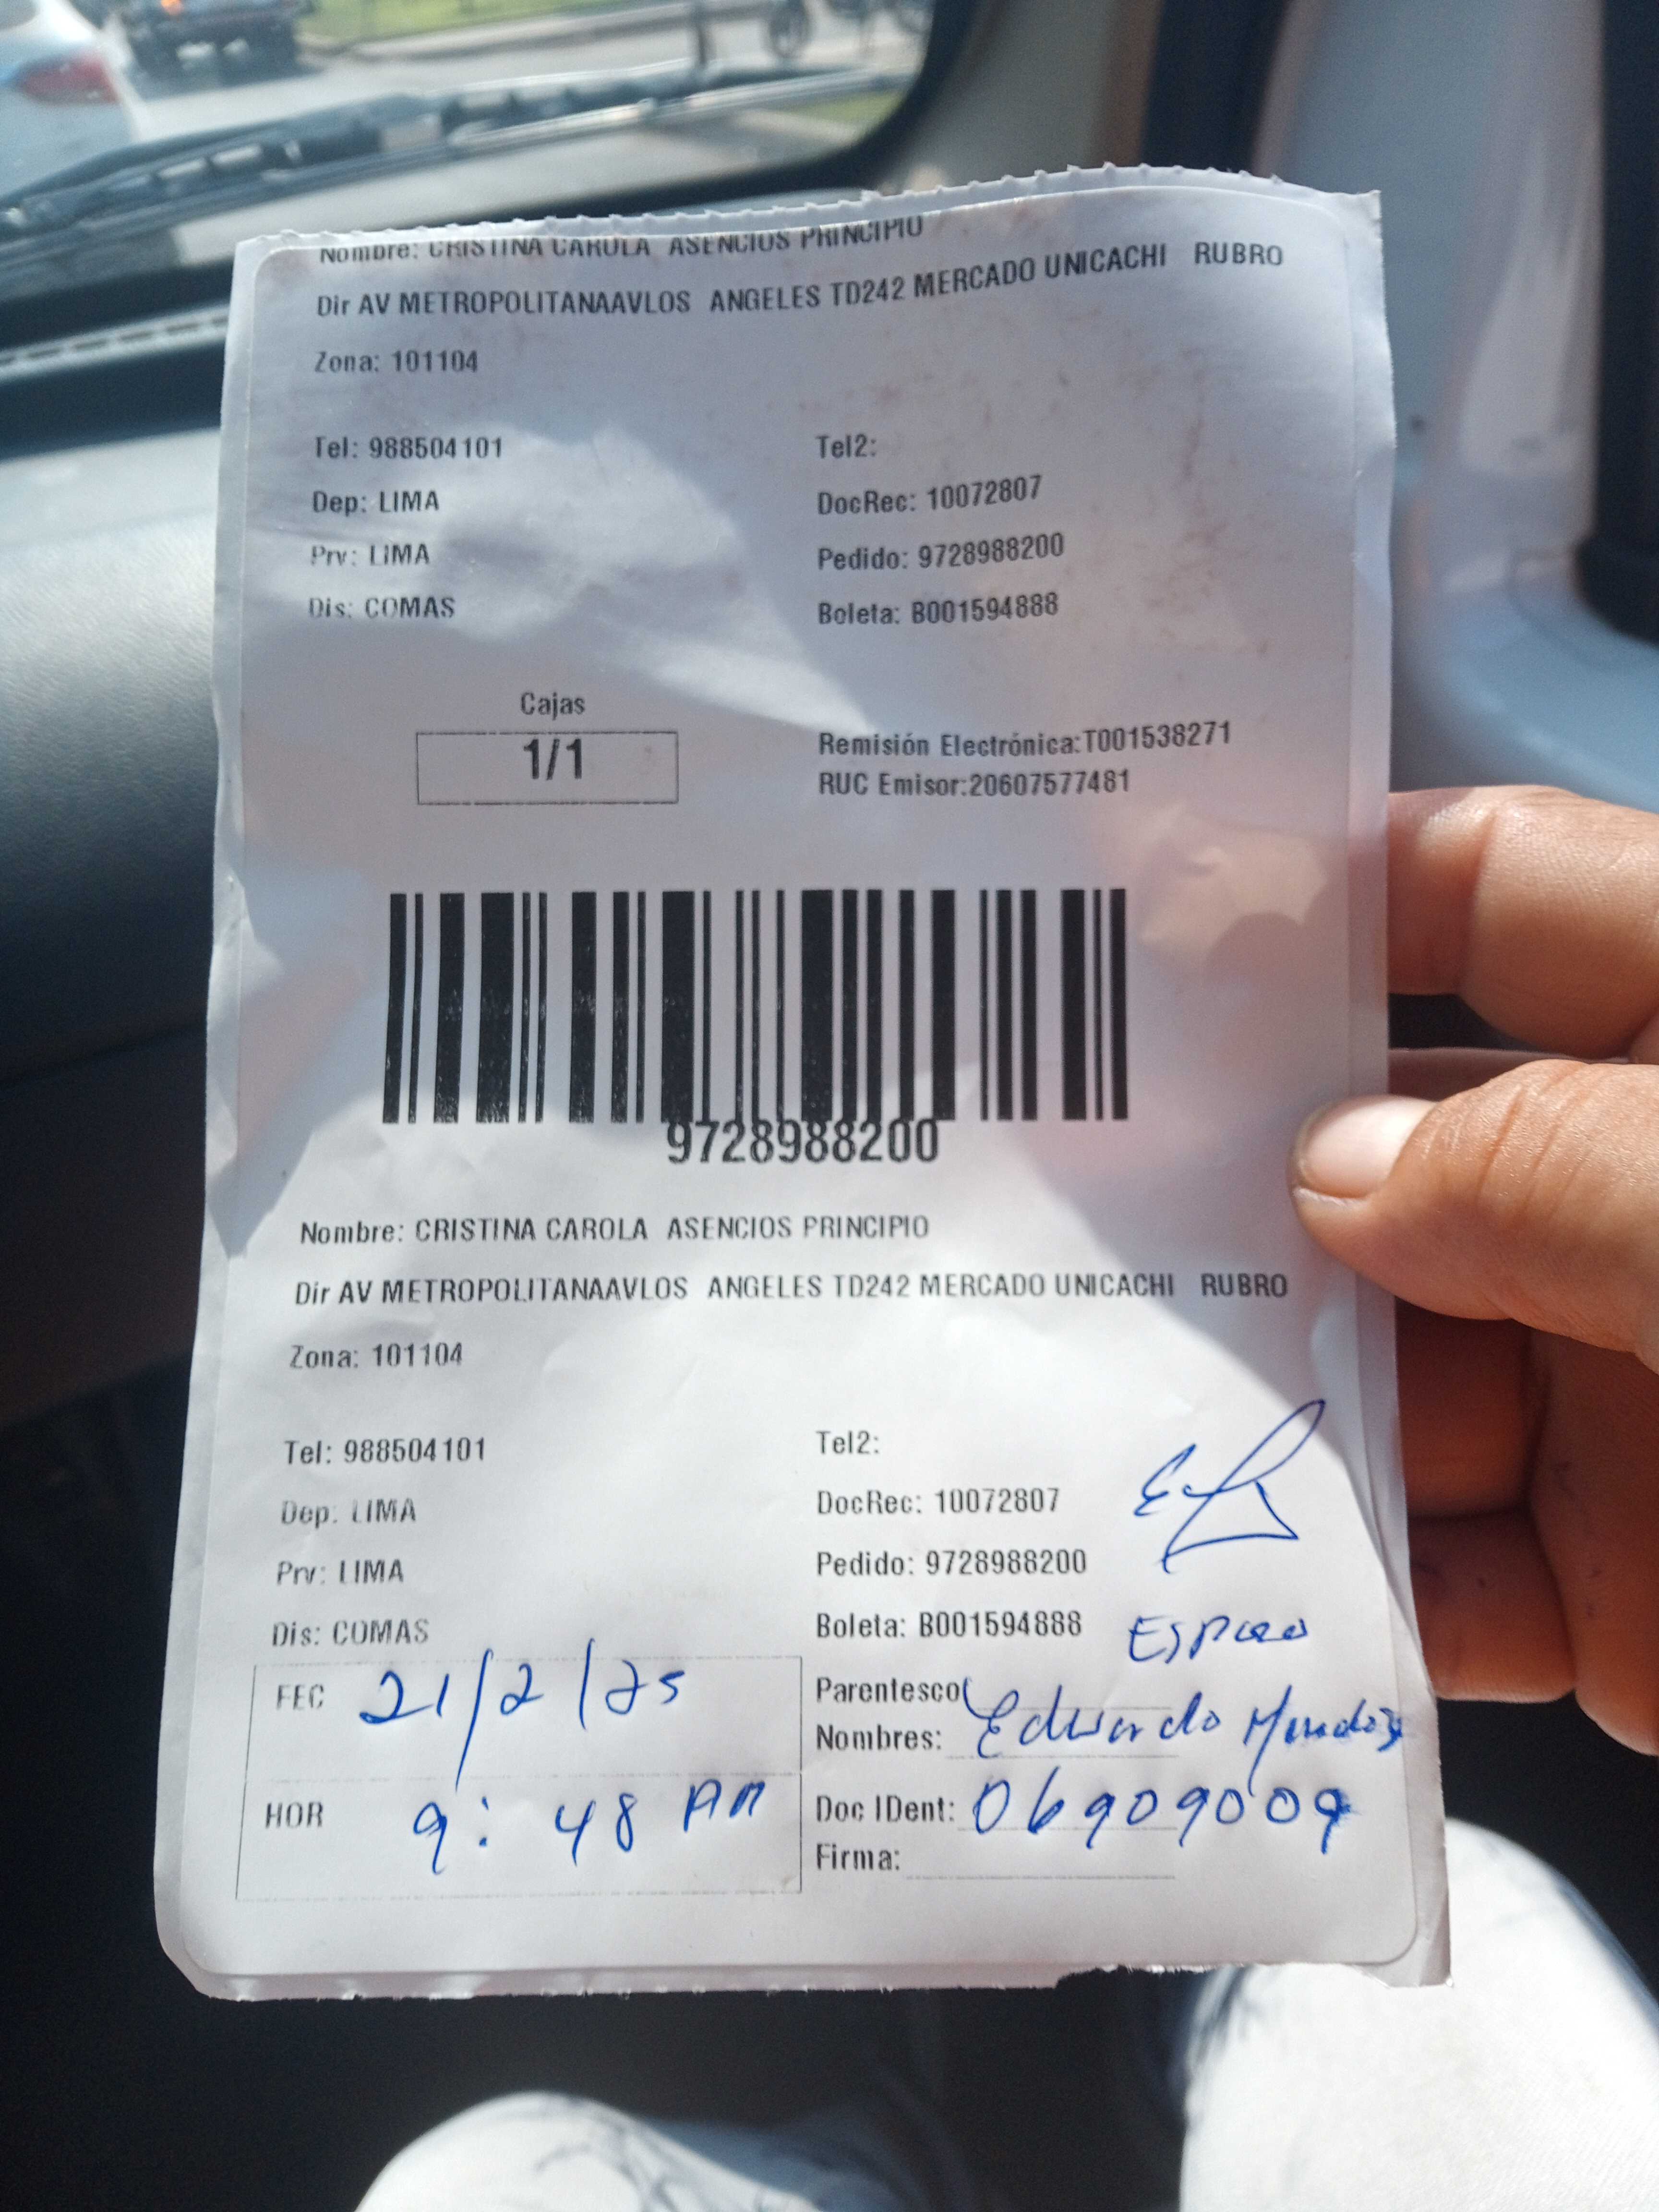 Nombre: CRISTINA CAROLA ASENCIOS PRINCIPIO
Dir AV METROPOLITANAAVLOS ANGELES TD242 MERCADO UNICACHI RUBRO
Zona: 101104
Tel: 988504101 Tel2:
Dep: LIMA DocRec: 10072807
Prv: LIMA Pedido: 9728988200
Dis: COMAS Boleta: B001594888
Cajas
1/1
Remisión Electrónica:T001538271
RUC Emisor:20607577481
9728988200
Nombre: CRISTINA CAROLA ASENCIOS PRINCIPIO
Dir AV METROPOLITANAAVLOS ANGELES TD242 MERCADO UNICACHI RUBRO
Zona: 101104
Tel: 988504101 Tel2:
Dep: LIMA DocRec: 10072807
Prv: LIMA Pedido: 9728988200
Dis: COMAS Boleta: B001594888
Esposo
FEC 21/2/25 Parentesco
Nombres: Eduardo Mendoza
HOR 9:48 AM Doc IDent: 06909009
Firma: